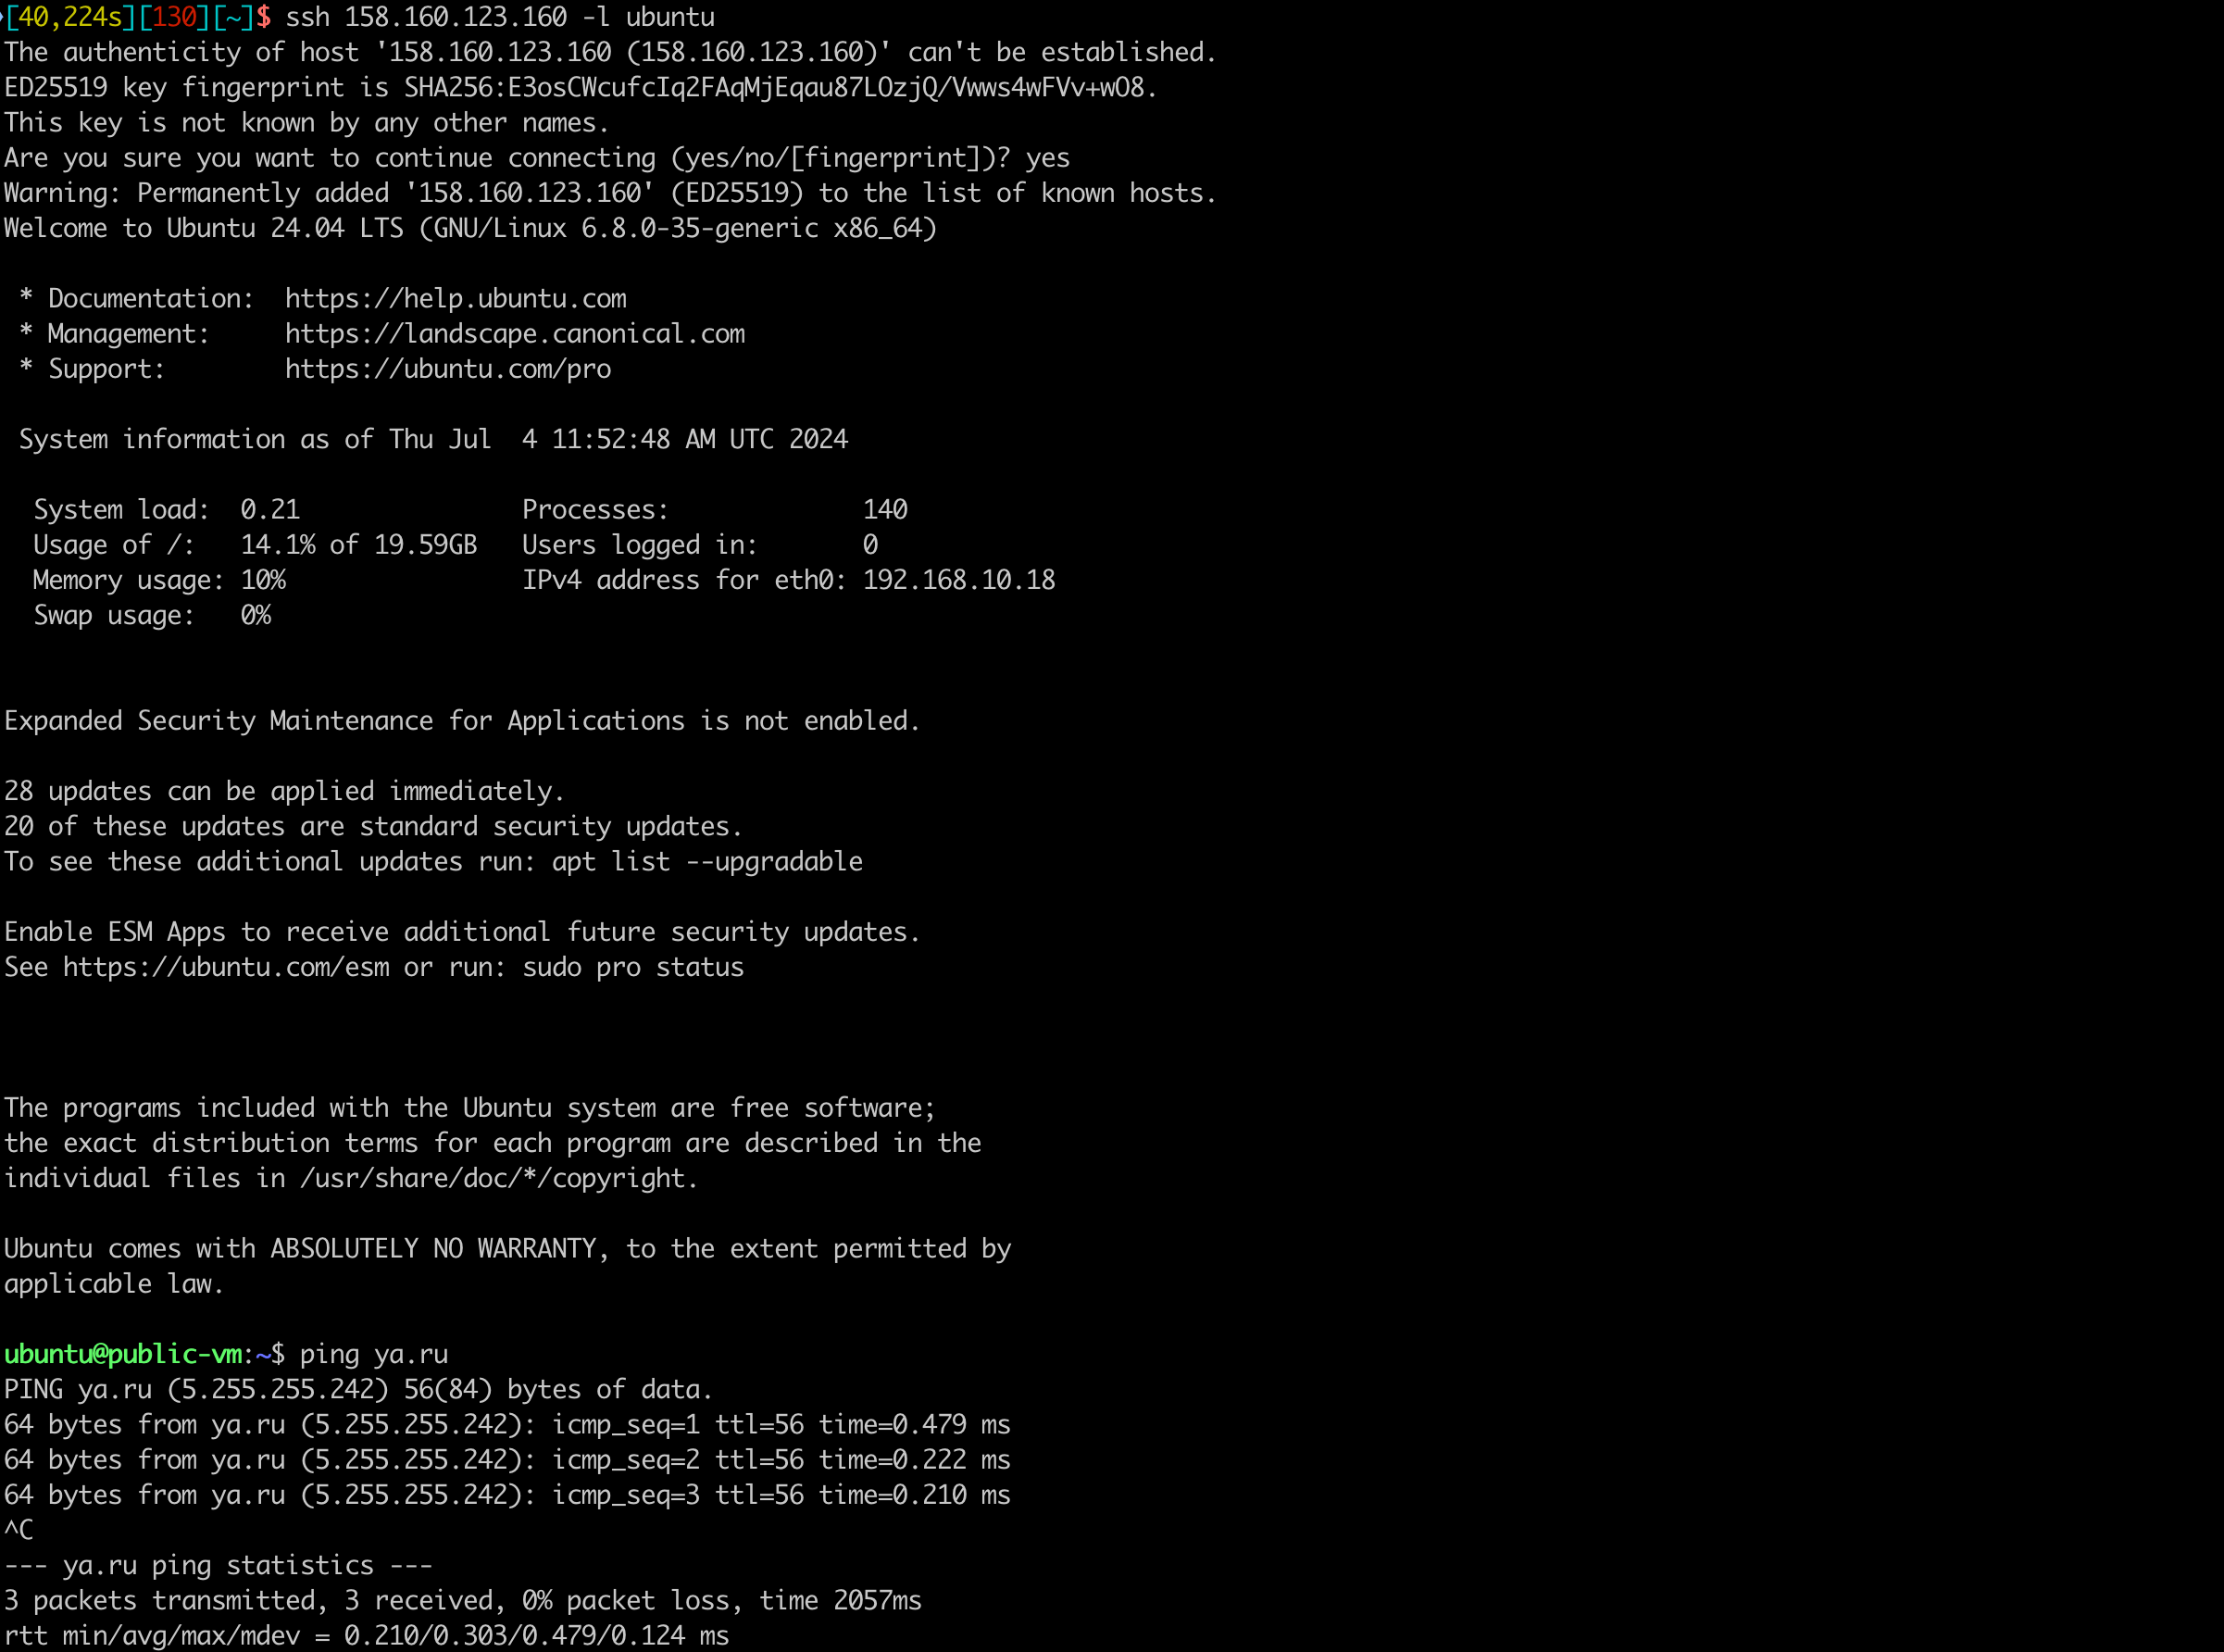 [40,224s][130][~]$ ssh 158.160.123.160 -l ubuntu
The authenticity of host '158.160.123.160 (158.160.123.160)' can't be established.
ED25519 key fingerprint is SHA256:E3osCWcufcIq2FAqMjEqau87LOzjQ/Vwws4wFVv+wO8.
This key is not known by any other names.
Are you sure you want to continue connecting (yes/no/[fingerprint])? yes
Warning: Permanently added '158.160.123.160' (ED25519) to the list of known hosts.
Welcome to Ubuntu 24.04 LTS (GNU/Linux 6.8.0-35-generic x86_64)

 * Documentation:  https://help.ubuntu.com
 * Management:     https://landscape.canonical.com
 * Support:        https://ubuntu.com/pro

 System information as of Thu Jul  4 11:52:48 AM UTC 2024

  System load:  0.21               Processes:             140
  Usage of /:   14.1% of 19.59GB   Users logged in:       0
  Memory usage: 10%                IPv4 address for eth0: 192.168.10.18
  Swap usage:   0%

Expanded Security Maintenance for Applications is not enabled.

28 updates can be applied immediately.
20 of these updates are standard security updates.
To see these additional updates run: apt list --upgradable

Enable ESM Apps to receive additional future security updates.
See https://ubuntu.com/esm or run: sudo pro status

The programs included with the Ubuntu system are free software;
the exact distribution terms for each program are described in the
individual files in /usr/share/doc/*/copyright.

Ubuntu comes with ABSOLUTELY NO WARRANTY, to the extent permitted by
applicable law.

ubuntu@public-vm:~$ ping ya.ru
PING ya.ru (5.255.255.242) 56(84) bytes of data.
64 bytes from ya.ru (5.255.255.242): icmp_seq=1 ttl=56 time=0.479 ms
64 bytes from ya.ru (5.255.255.242): icmp_seq=2 ttl=56 time=0.222 ms
64 bytes from ya.ru (5.255.255.242): icmp_seq=3 ttl=56 time=0.210 ms
^C
--- ya.ru ping statistics ---
3 packets transmitted, 3 received, 0% packet loss, time 2057ms
rtt min/avg/max/mdev = 0.210/0.303/0.479/0.124 ms